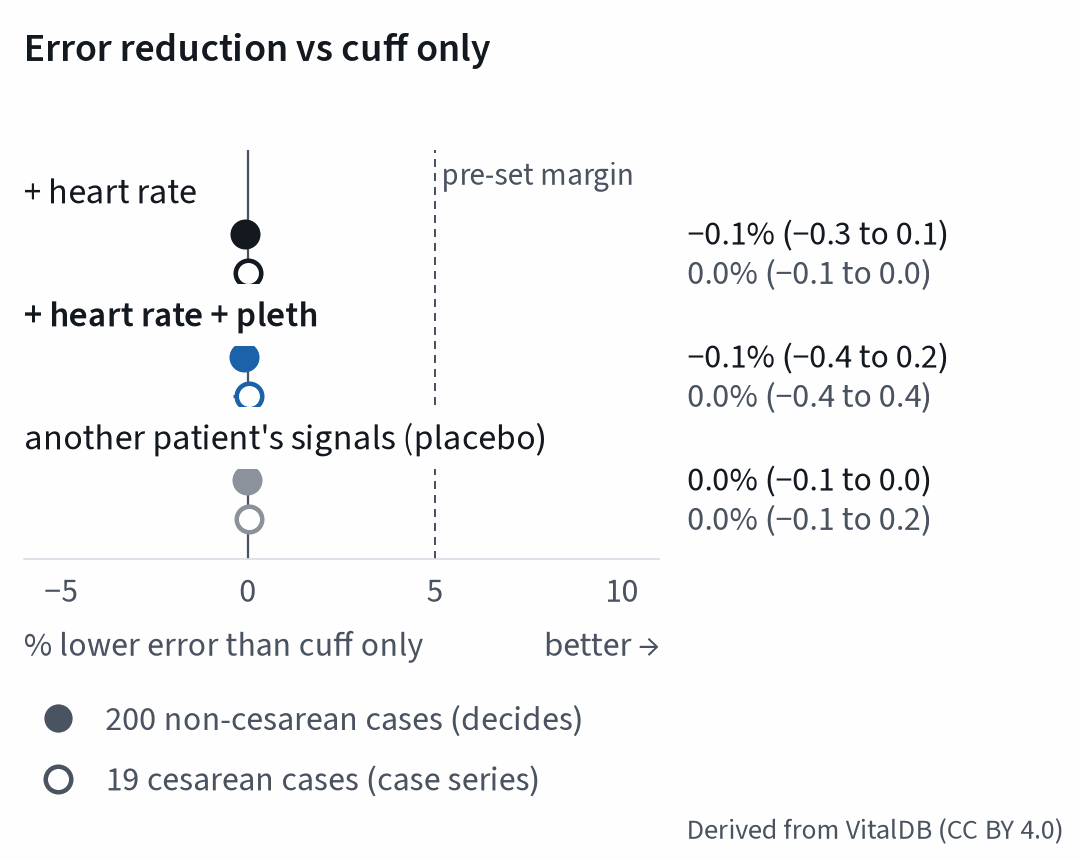 Error reduction vs cuff only
pre-set margin
+ heart rate
−0.1% (−0.3 to 0.1)
0.0% (−0.1 to 0.0)
+ heart rate + pleth
−0.1% (−0.4 to 0.2)
0.0% (−0.4 to 0.4)
another patient's signals (placebo)
0.0% (−0.1 to 0.0)
0.0% (−0.1 to 0.2)
−5 0 5 10
% lower error than cuff only better →
200 non-cesarean cases (decides)
19 cesarean cases (case series)
Derived from VitalDB (CC BY 4.0)